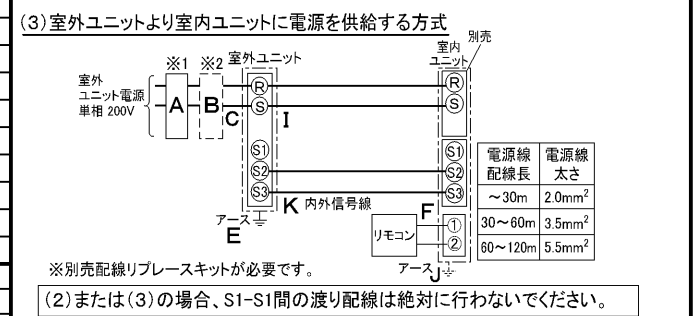 (3)室外ユニットより室内ユニットに電源を供給する方式
※1 ※2 室外ユニット
室内ユニット
別売
室外
ユニット電源
単相 200V
A
B
C
R
S
I
R
S
S1
S2
S3
S1
S2
S3
K 内外信号線
アース
E
リモコン
F
①
②
アース
J
電源線配線長 電源線太さ
～30m 2.0mm²
30～60m 3.5mm²
60～120m 5.5mm²
※別売配線リプレースキットが必要です。
(2)または(3)の場合、S1-S1間の渡り配線は絶対に行わないでください。